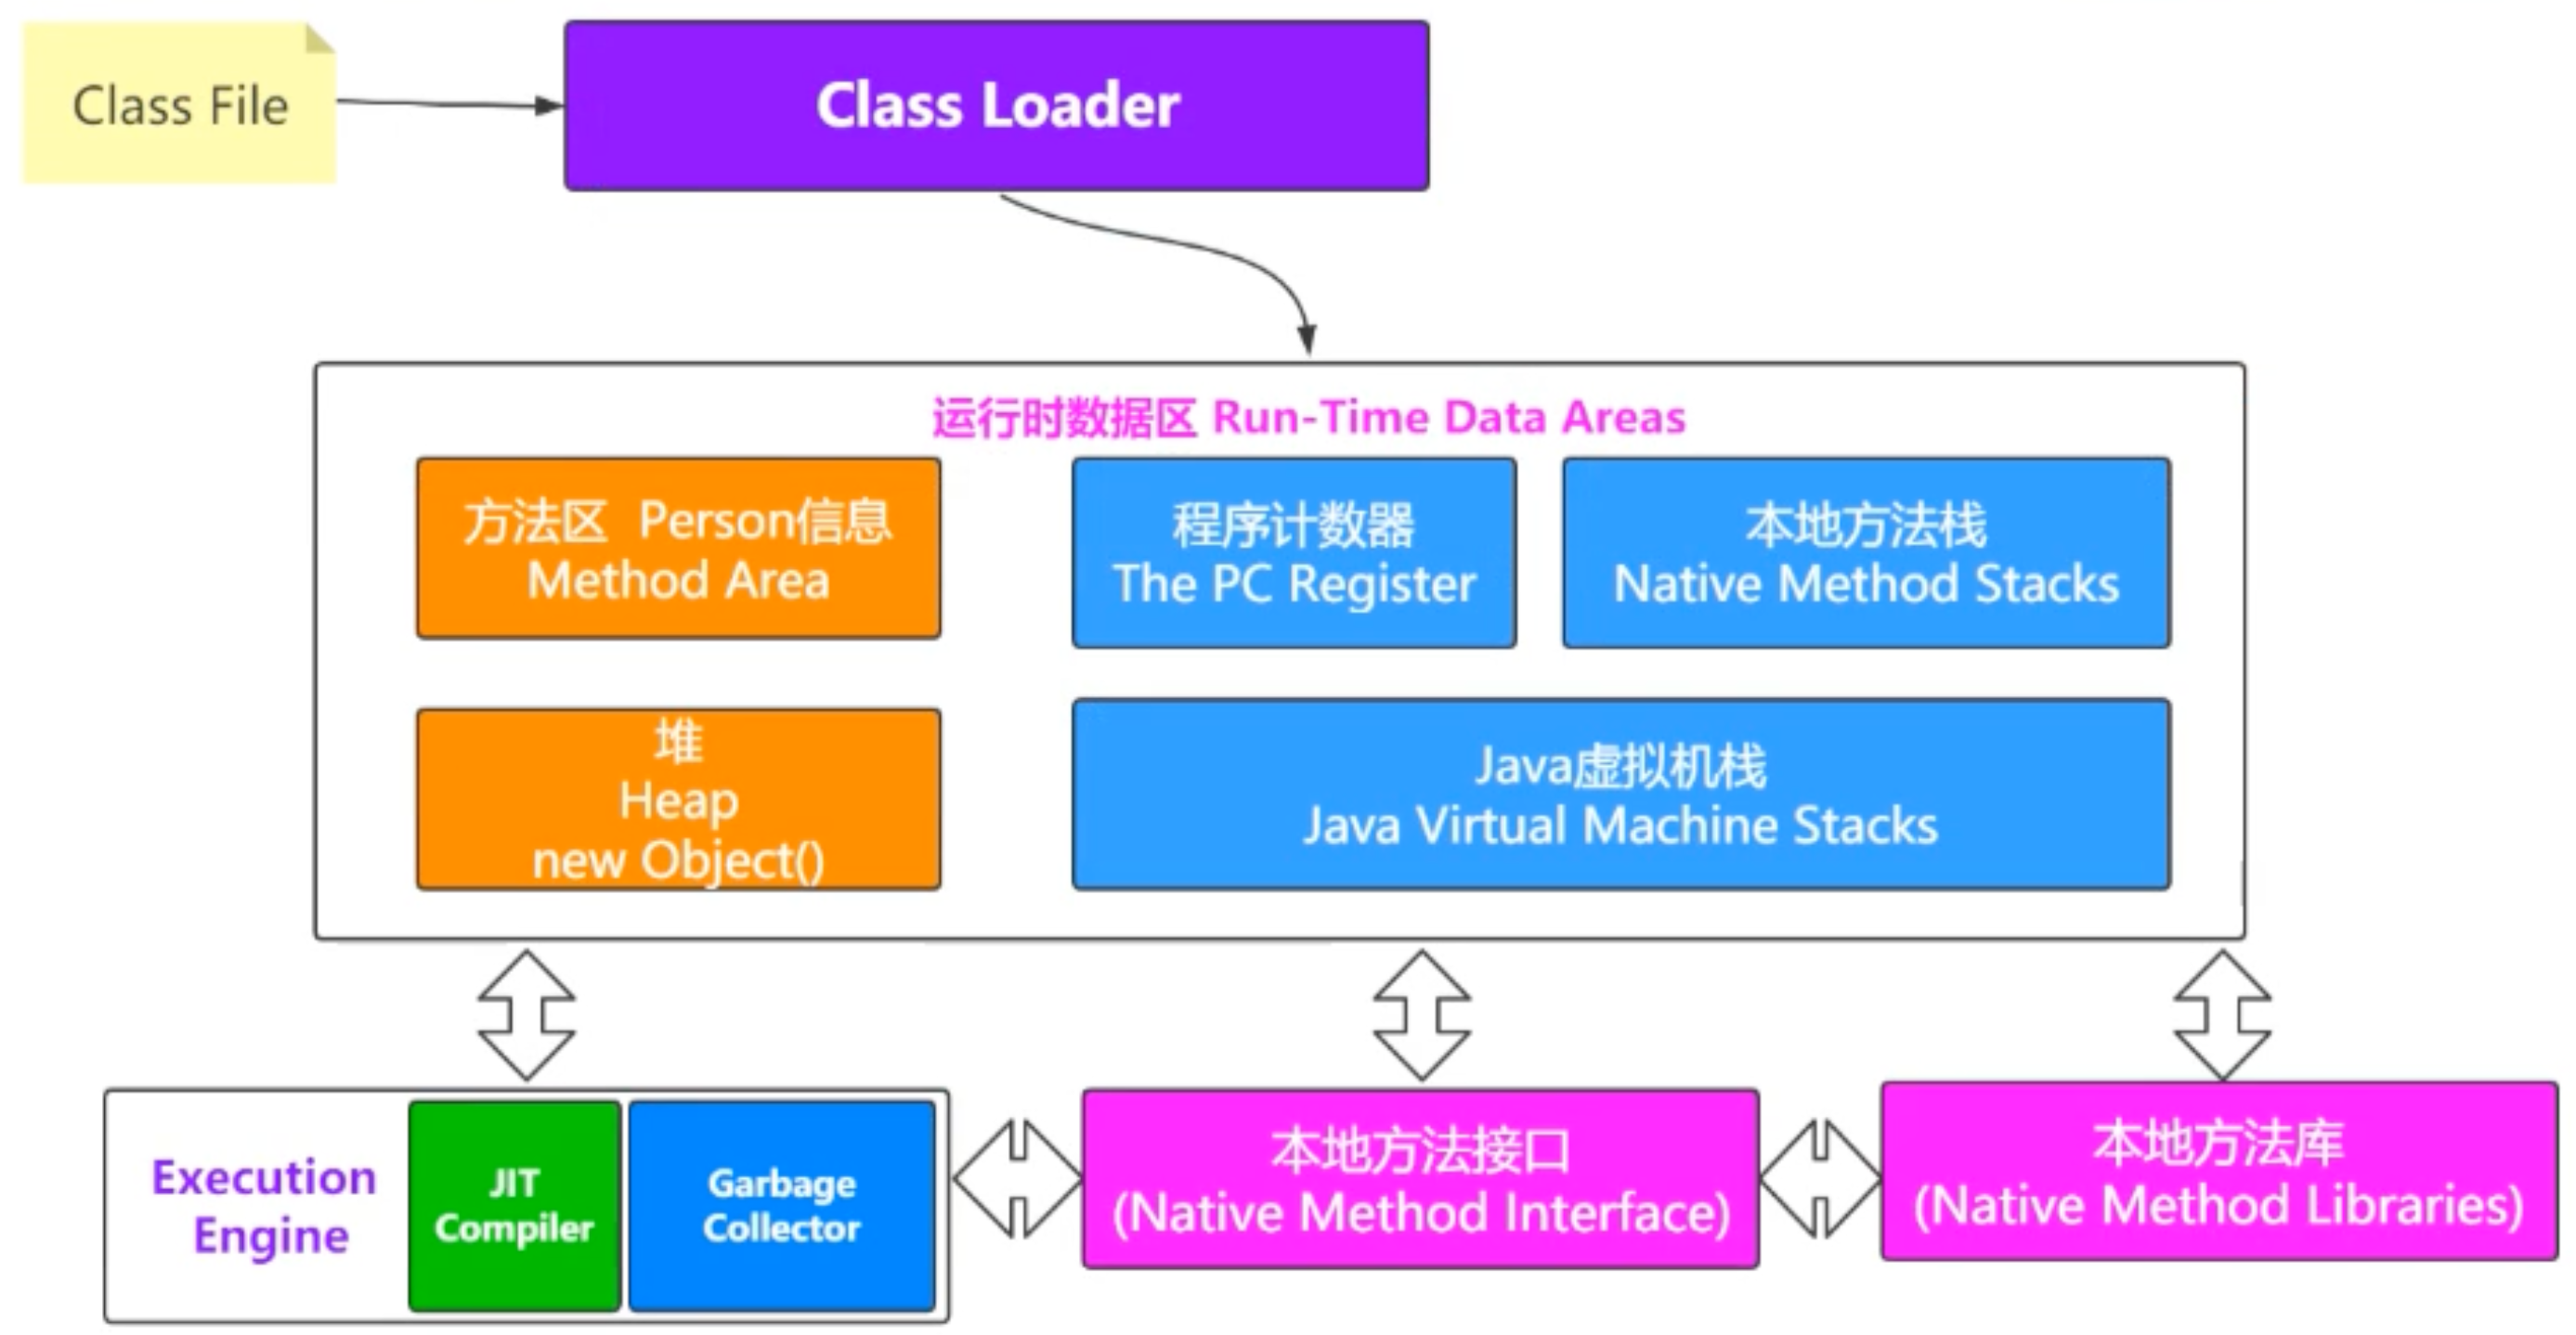 Class File
Class Loader
运行时数据区 Run-Time Data Areas
方法区 Person信息
Method Area
程序计数器
The PC Register
本地方法栈
Native Method Stacks
堆
Heap
new Object()
Java虚拟机栈
Java Virtual Machine Stacks
Execution
Engine
JIT
Compiler
Garbage
Collector
本地方法接口
(Native Method Interface)
本地方法库
(Native Method Libraries)